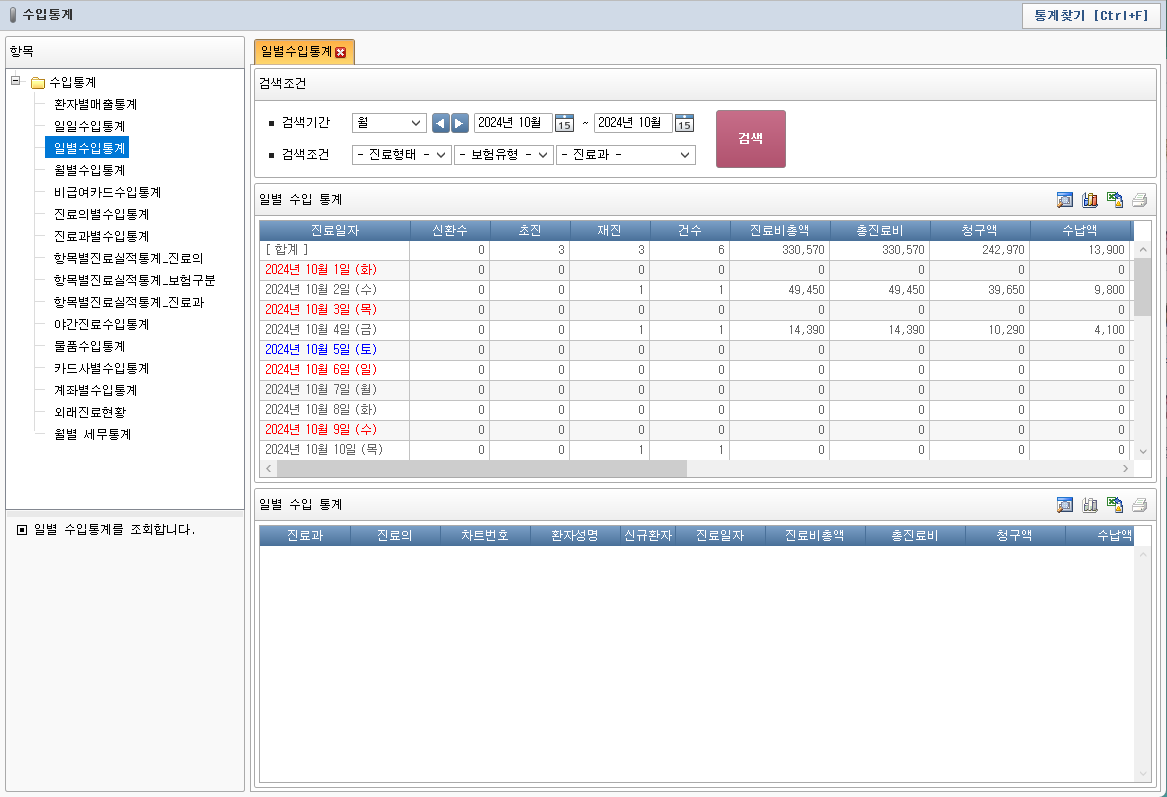 수입통계
통계찾기 [Ctrl+F]
항목
수입통계
환자별매출통계
일일수입통계
일별수입통계
월별수입통계
비급여카드수입통계
진료의별수입통계
진료과별수입통계
항목별진료실적통계_진료의
항목별진료실적통계_보험구분
항목별진료실적통계_진료과
야간진료수입통계
물품수입통계
카드사별수입통계
계좌별수입통계
외래진료현황
월별 세무통계
일별 수입통계를 조회합니다.
일별수입통계
검색조건
검색기간 월 2024년 10월 15 ~ 2024년 10월 15
검색조건 - 진료형태 - - 보험유형 - - 진료과 -
검색
일별 수입 통계
진료일자 신환수 초진 재진 건수 진료비총액 총진료비 청구액 수납액
[ 합계 ] 0 3 3 6 330,570 330,570 242,970 13,900
2024년 10월 1일 (화) 0 0 0 0 0 0 0 0
2024년 10월 2일 (수) 0 0 1 1 49,450 49,450 39,650 9,800
2024년 10월 3일 (목) 0 0 0 0 0 0 0 0
2024년 10월 4일 (금) 0 0 1 1 14,390 14,390 10,290 4,100
2024년 10월 5일 (토) 0 0 0 0 0 0 0 0
2024년 10월 6일 (일) 0 0 0 0 0 0 0 0
2024년 10월 7일 (월) 0 0 0 0 0 0 0 0
2024년 10월 8일 (화) 0 0 0 0 0 0 0 0
2024년 10월 9일 (수) 0 0 0 0 0 0 0 0
2024년 10월 10일 (목) 0 0 1 1 0 0 0 0
일별 수입 통계
진료과 진료의 차트번호 환자성명 신규환자 진료일자 진료비총액 총진료비 청구액 수납액